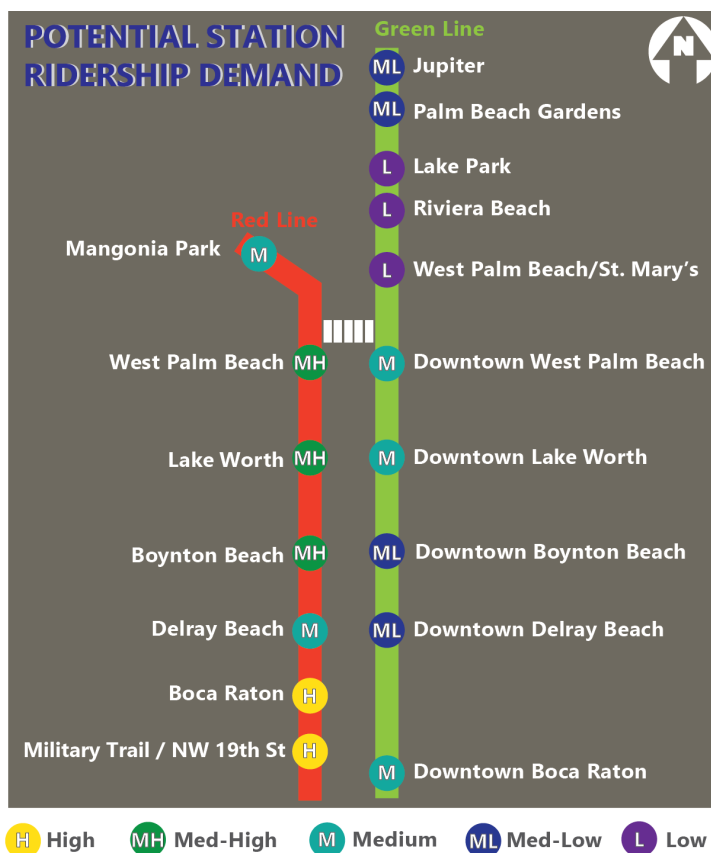 POTENTIAL STATION
RIDERSHIP DEMAND
Green Line
N
ML Jupiter
ML Palm Beach Gardens
L Lake Park
L Riviera Beach
Red Line
Mangonia Park M
L West Palm Beach/St. Mary’s
West Palm Beach MH
M Downtown West Palm Beach
Lake Worth MH
M Downtown Lake Worth
Boynton Beach MH
ML Downtown Boynton Beach
Delray Beach M
ML Downtown Delray Beach
Boca Raton H
Military Trail / NW 19th St H
M Downtown Boca Raton
H High MH Med-High M Medium ML Med-Low L Low